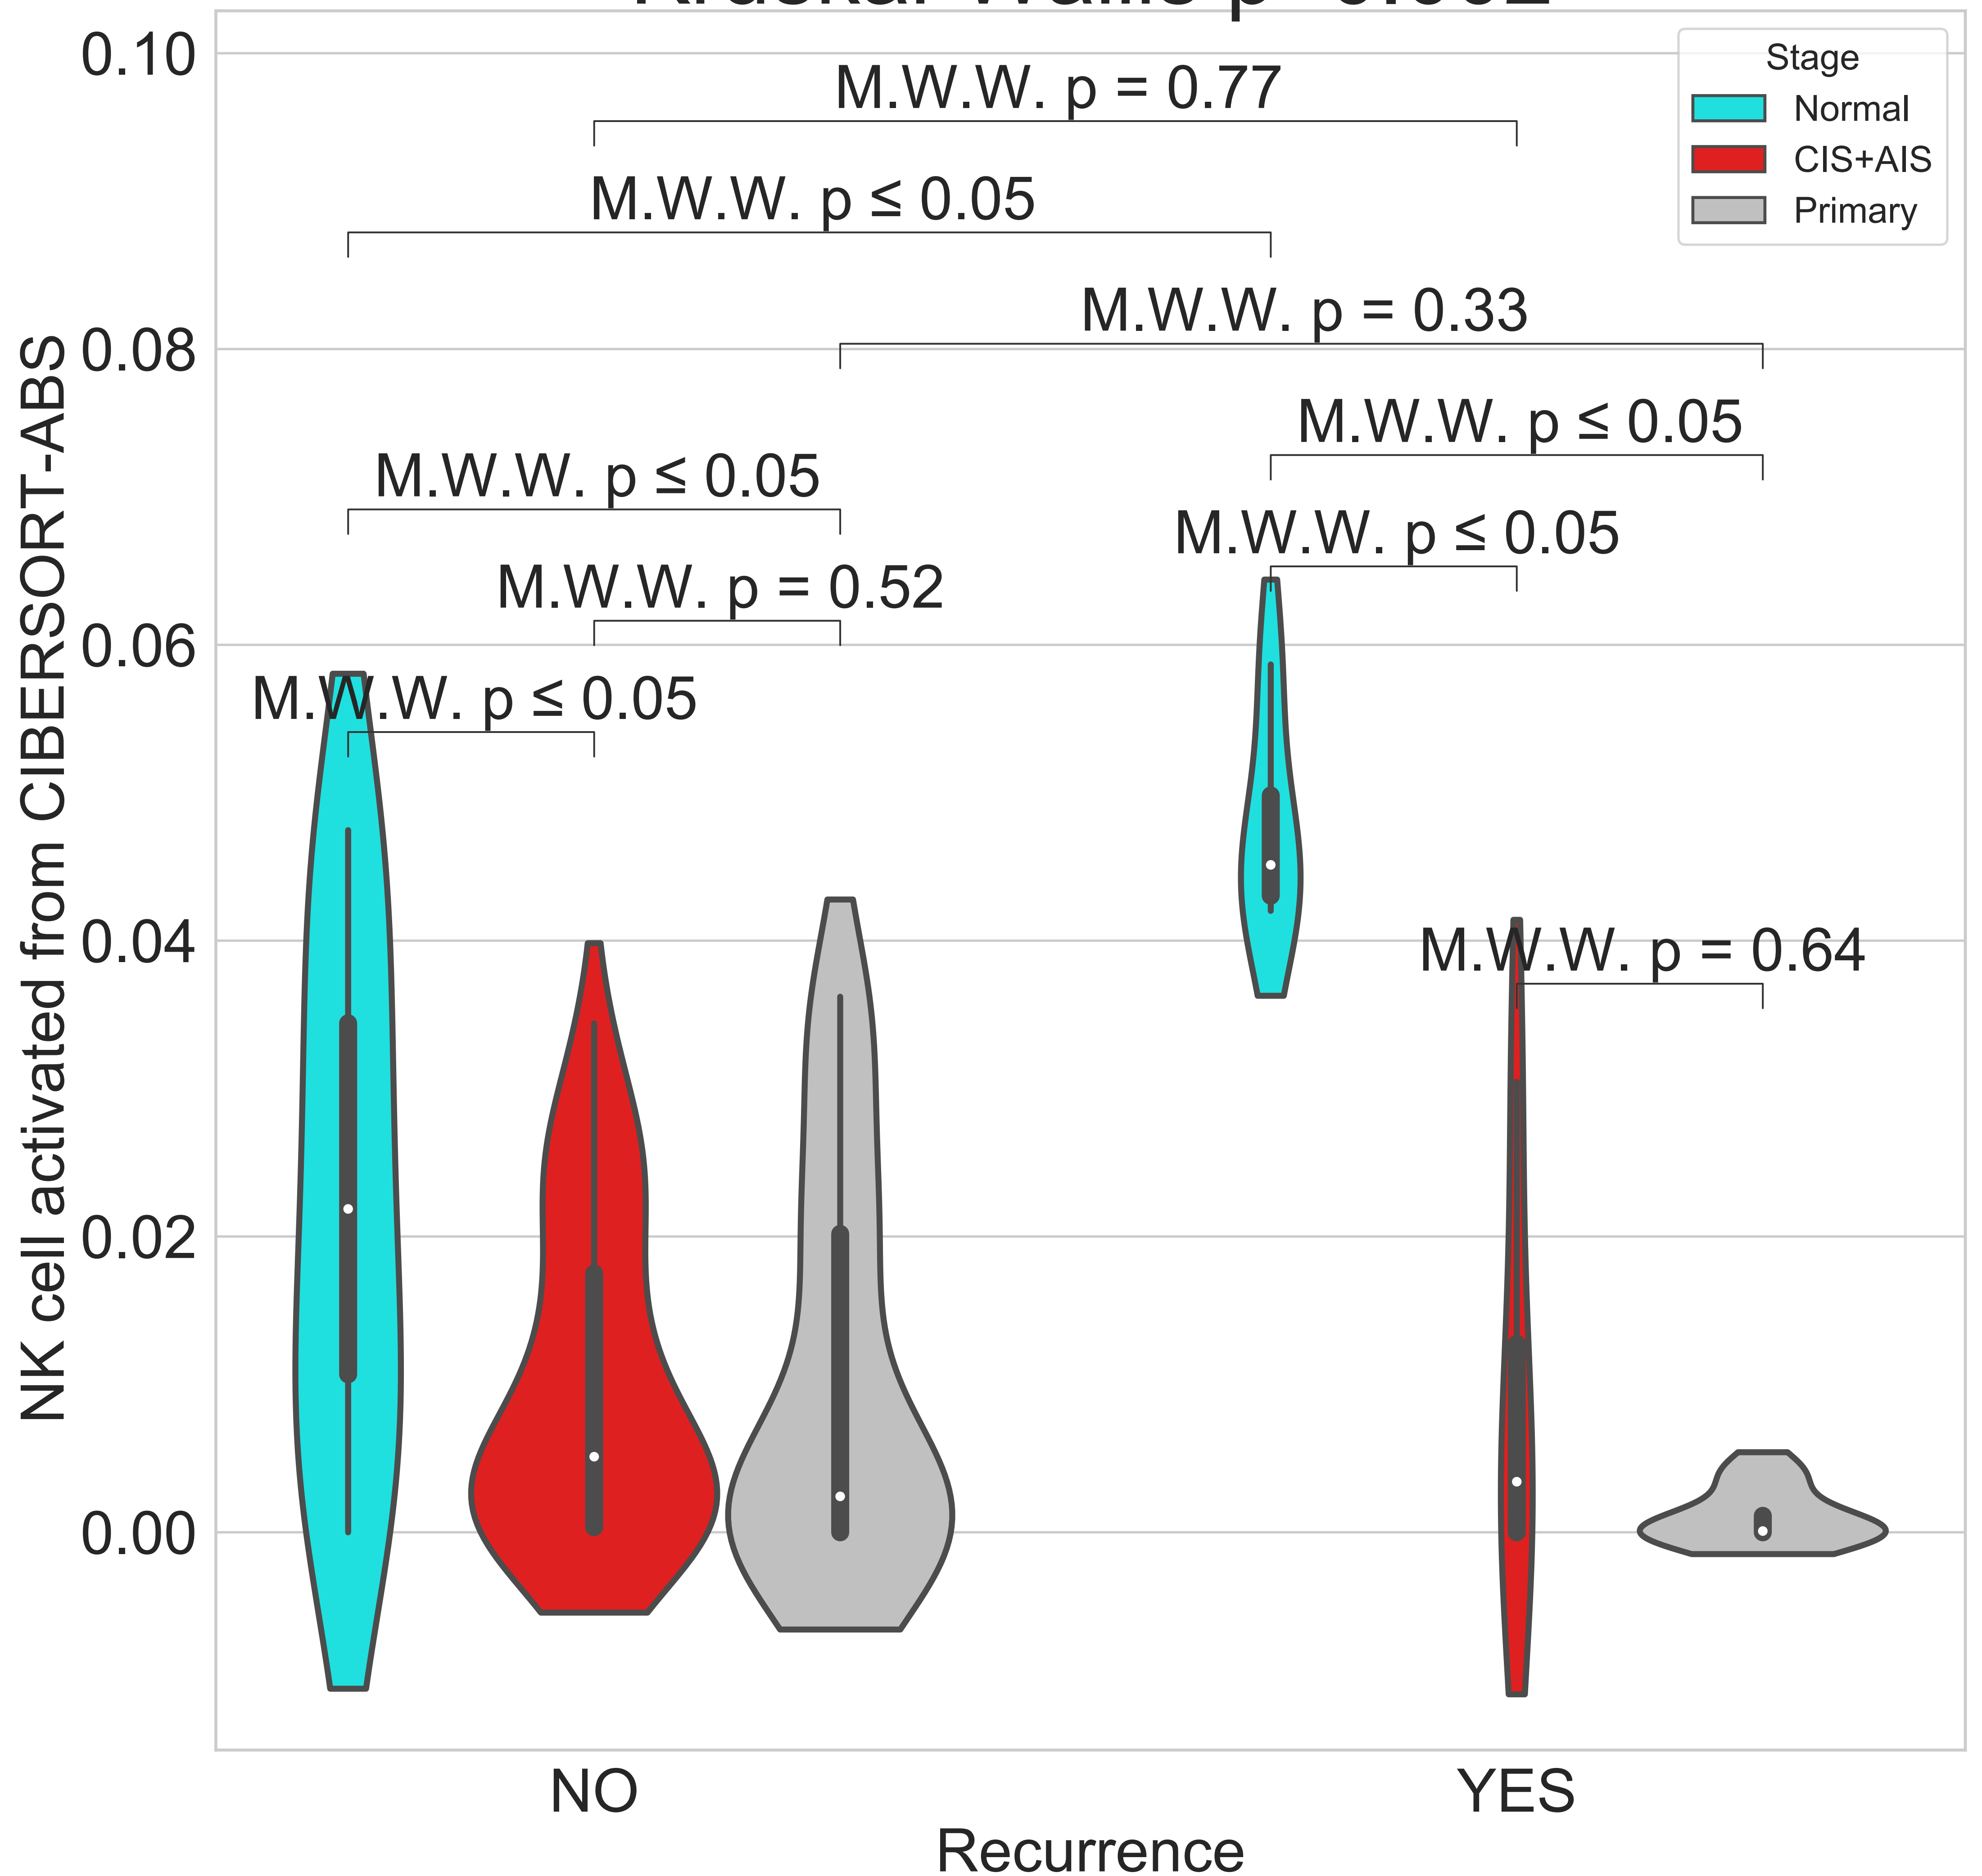 0.10
0.08
0.06
0.04
0.02
0.00
NK cell activated from CIBERSORT-ABS
M.W.W. p = 0.77
M.W.W. p ≤ 0.05
M.W.W. p = 0.33
M.W.W. p ≤ 0.05
M.W.W. p ≤ 0.05
M.W.W. p ≤ 0.05
M.W.W. p = 0.52
M.W.W. p ≤ 0.05
M.W.W. p = 0.64
Stage
Normal
CIS+AIS
Primary
NO
YES
Recurrence